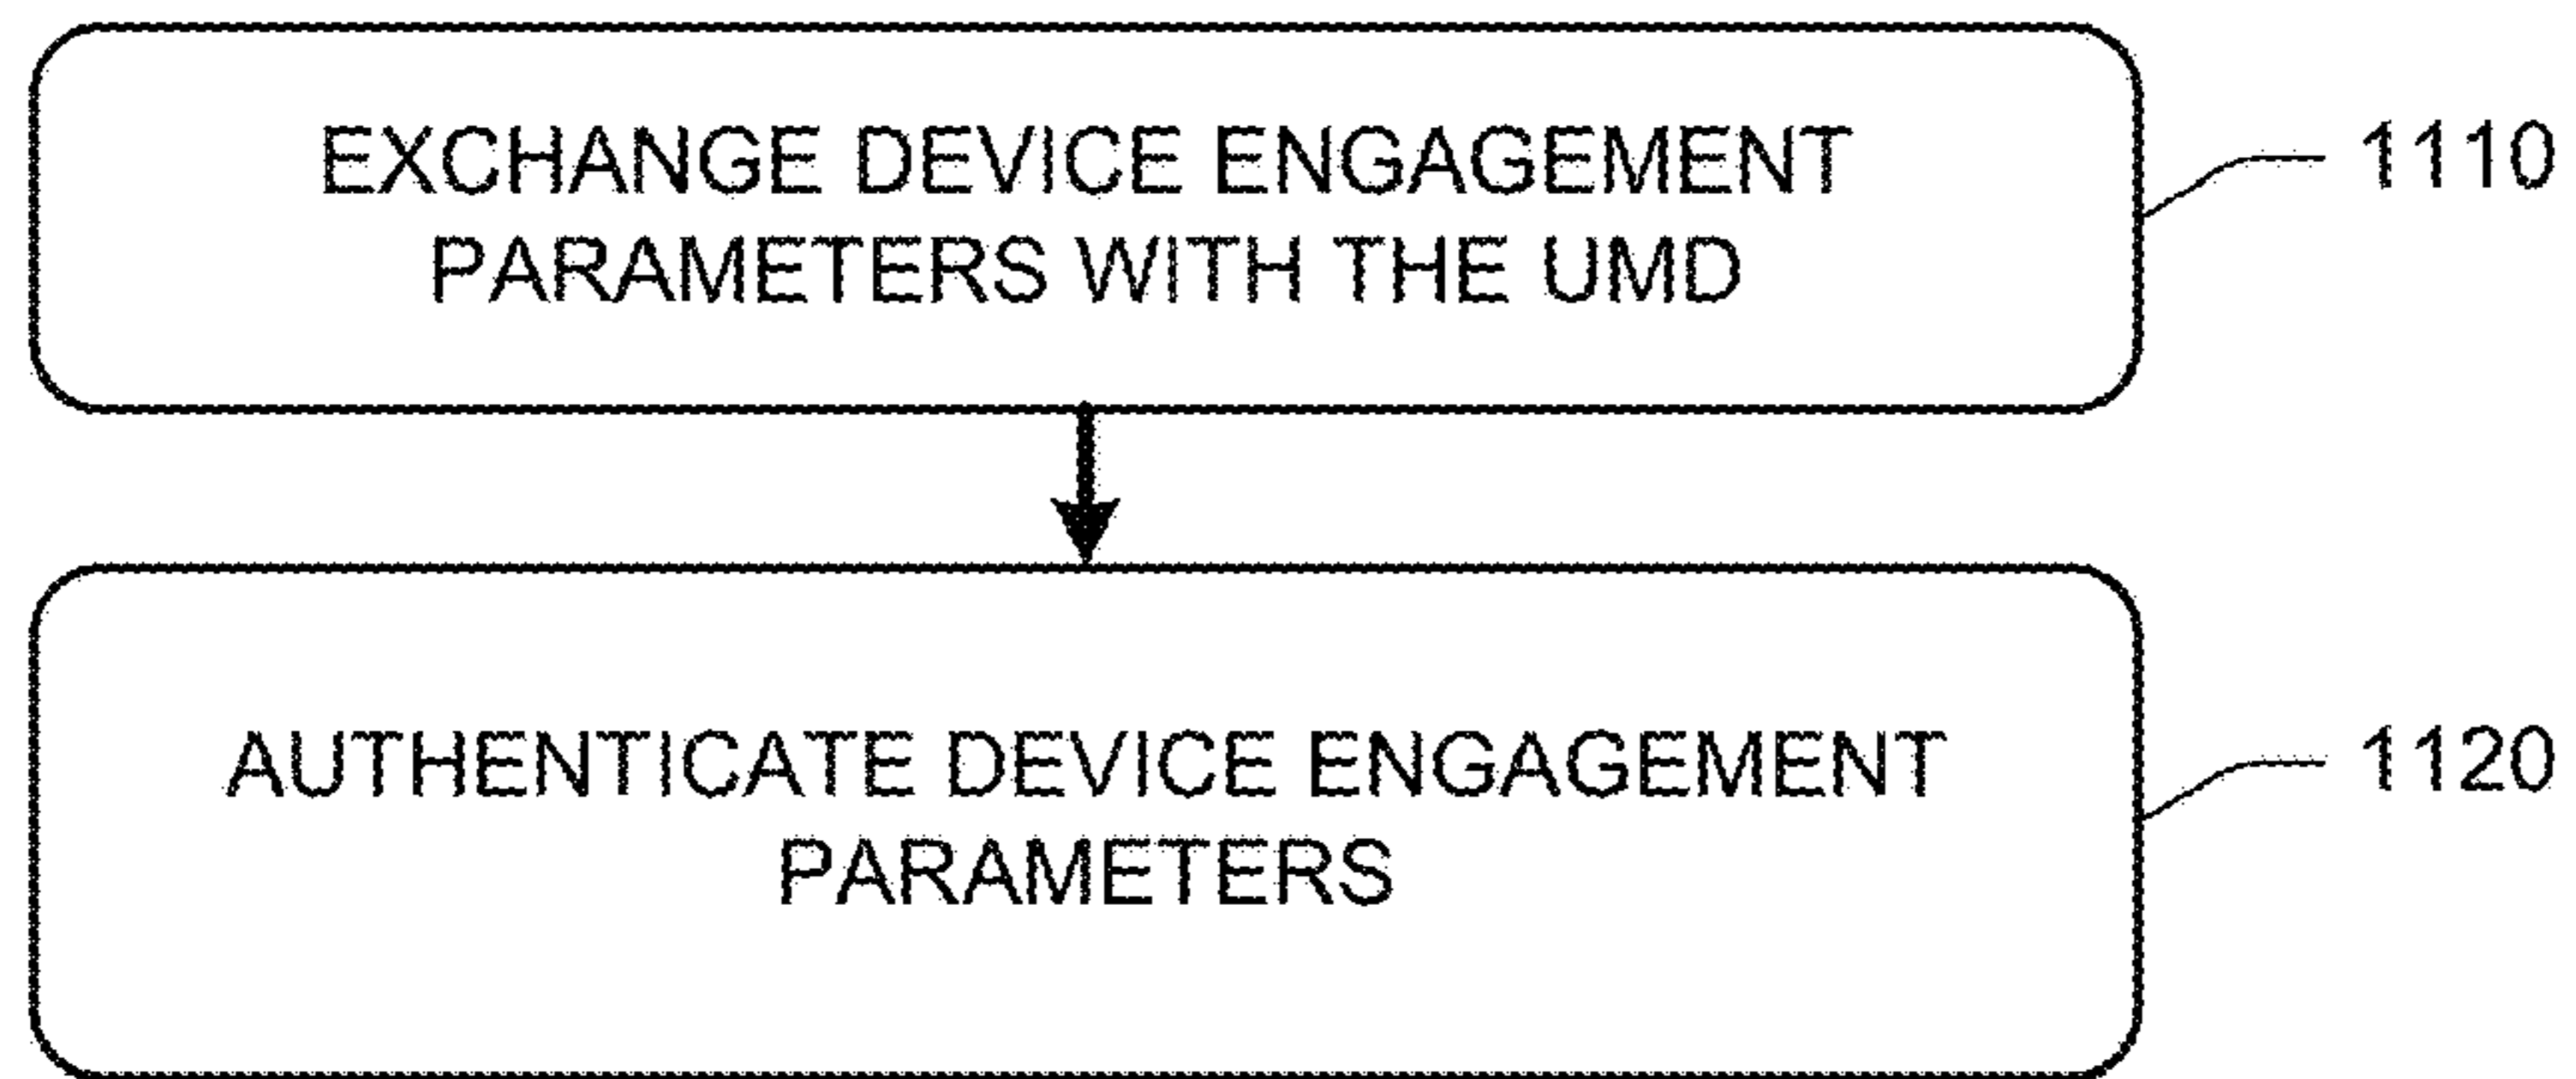 EXCHANGE DEVICE ENGAGEMENT
PARAMETERS WITH THE UMD
1110
AUTHENTICATE DEVICE ENGAGEMENT
PARAMETERS
1120